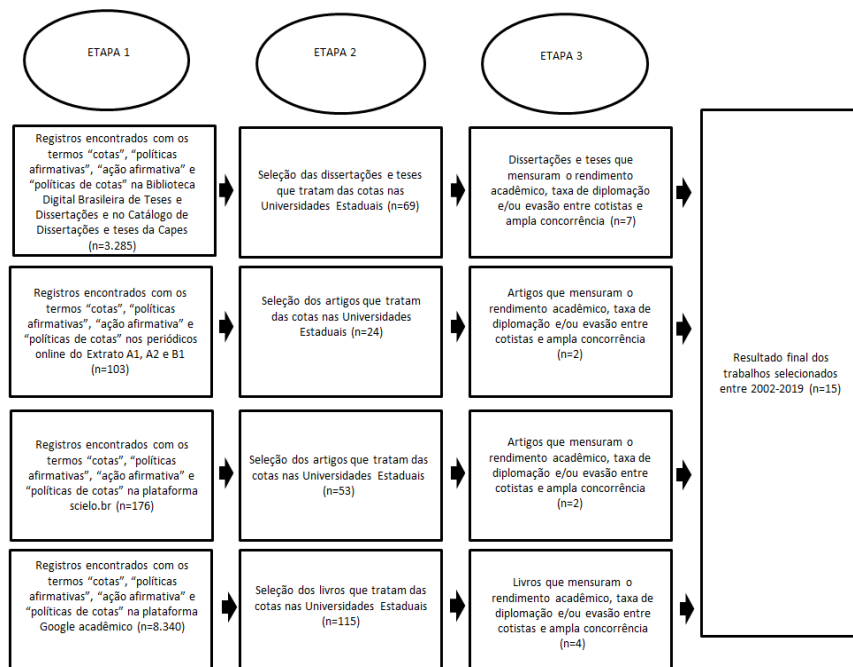 ETAPA 1
ETAPA 2
ETAPA 3
Registros encontrados com os
termos “cotas”, “políticas
afirmativas”, “ação afirmativa” e
“políticas de cotas” na Biblioteca
Digital Brasileira de Teses e
Dissertações e no Catálogo de
Dissertações e teses da Capes
(n=3.285)
Seleção das dissertações e teses
que tratam das cotas nas
Universidades Estaduais (n=69)
Dissertações e teses que
mensuram o rendimento
acadêmico, taxa de diplomação
e/ou evasão entre cotistas e
ampla concorrência (n=7)
Registros encontrados com os
termos “cotas”, “políticas
afirmativas”, “ação afirmativa” e
“políticas de cotas” nos periódicos
online do Extrato A1, A2 e B1
(n=103)
Seleção dos artigos que tratam
das cotas nas Universidades
Estaduais (n=24)
Artigos que mensuram o
rendimento acadêmico, taxa de
diplomação e/ou evasão entre
cotistas e ampla concorrência
(n=2)
Resultado final dos
trabalhos selecionados
entre 2002-2019 (n=15)
Registros encontrados com os
termos “cotas”, “políticas
afirmativas”, “ação afirmativa” e
“políticas de cotas” na plataforma
scielo.br (n=176)
Seleção dos artigos que tratam das
cotas nas Universidades Estaduais
(n=53)
Artigos que mensuram o
rendimento acadêmico, taxa de
diplomação e/ou evasão entre
cotistas e ampla concorrência
(n=2)
Registros encontrados com os
termos “cotas”, “políticas
afirmativas”, “ação afirmativa” e
“políticas de cotas” na plataforma
Google acadêmico (n=8.340)
Seleção dos livros que tratam das
cotas nas Universidades Estaduais
(n=115)
Livros que mensuram o
rendimento acadêmico, taxa de
diplomação e/ou evasão entre
cotistas e ampla concorrência
(n=4)